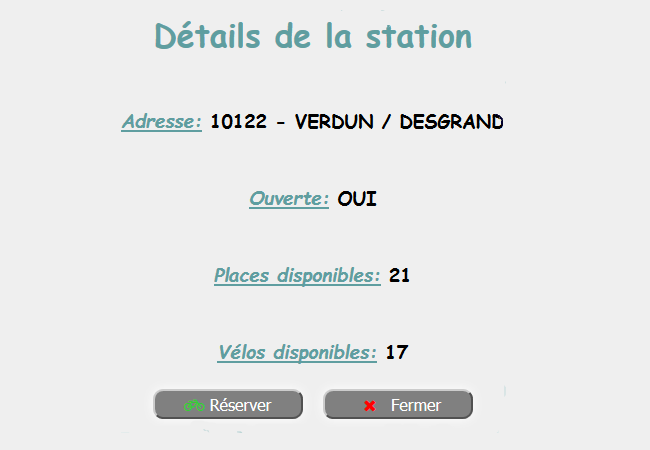 Détails de la station
Adresse: 10122 - VERDUN / DESGRAND
Ouverte: OUI
Places disponibles: 21
Vélos disponibles: 17
Réserver Fermer